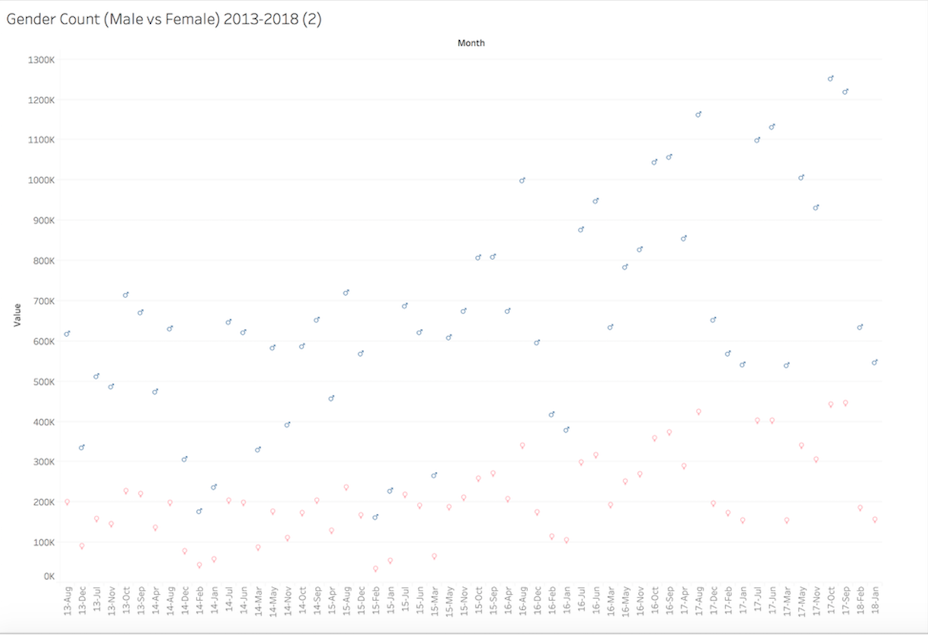 Gender Count (Male vs Female) 2013-2018 (2)
Month
1300K
1200K
1100K
1000K
900K
800K
700K
600K
500K
400K
300K
200K
100K
0K
Value
13-Aug
13-Dec
13-Jul
13-Nov
13-Oct
13-Sep
14-Apr
14-Aug
14-Dec
14-Feb
14-Jan
14-Jul
14-Jun
14-Mar
14-May
14-Nov
14-Oct
14-Sep
15-Apr
15-Aug
15-Dec
15-Feb
15-Jan
15-Jul
15-Jun
15-Mar
15-May
15-Nov
15-Oct
15-Sep
16-Apr
16-Aug
16-Dec
16-Feb
16-Jan
16-Jul
16-Jun
16-Mar
16-May
16-Nov
16-Oct
16-Sep
17-Apr
17-Aug
17-Dec
17-Feb
17-Jan
17-Jul
17-Jun
17-Mar
17-May
17-Nov
17-Oct
17-Sep
18-Feb
18-Jan